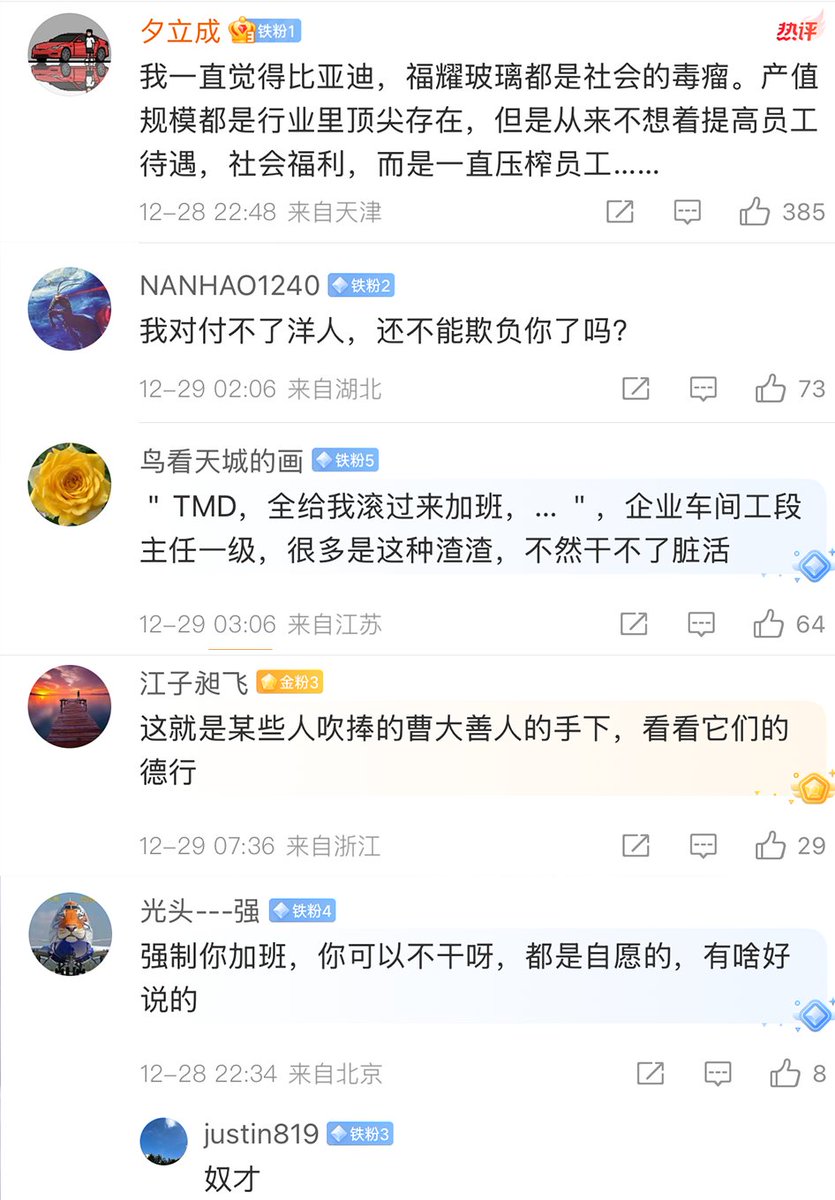 夕立成 铁粉1 热评
我一直觉得比亚迪，福耀玻璃都是社会的毒瘤。产值
规模都是行业里顶尖存在，但是从来不想着提高员工
待遇，社会福利，而是一直压榨员工......
12-28 22:48 来自天津 385
NANHAO1240 铁粉2
我对付不了洋人，还不能欺负你了吗？
12-29 02:06 来自湖北 73
鸟看天城的画 铁粉5
" TMD，全给我滚过来加班，... "，企业车间工段
主任一级，很多是这种渣渣，不然干不了脏活
12-29 03:06 来自江苏 64
江子昶飞 金粉3
这就是某些人吹捧的曹大善人的手下，看看它们的
德行
12-29 07:36 来自浙江 29
光头---强 铁粉4
强制你加班，你可以不干呀，都是自愿的，有啥好
说的
12-28 22:34 来自北京 8
justin819 铁粉3
奴才